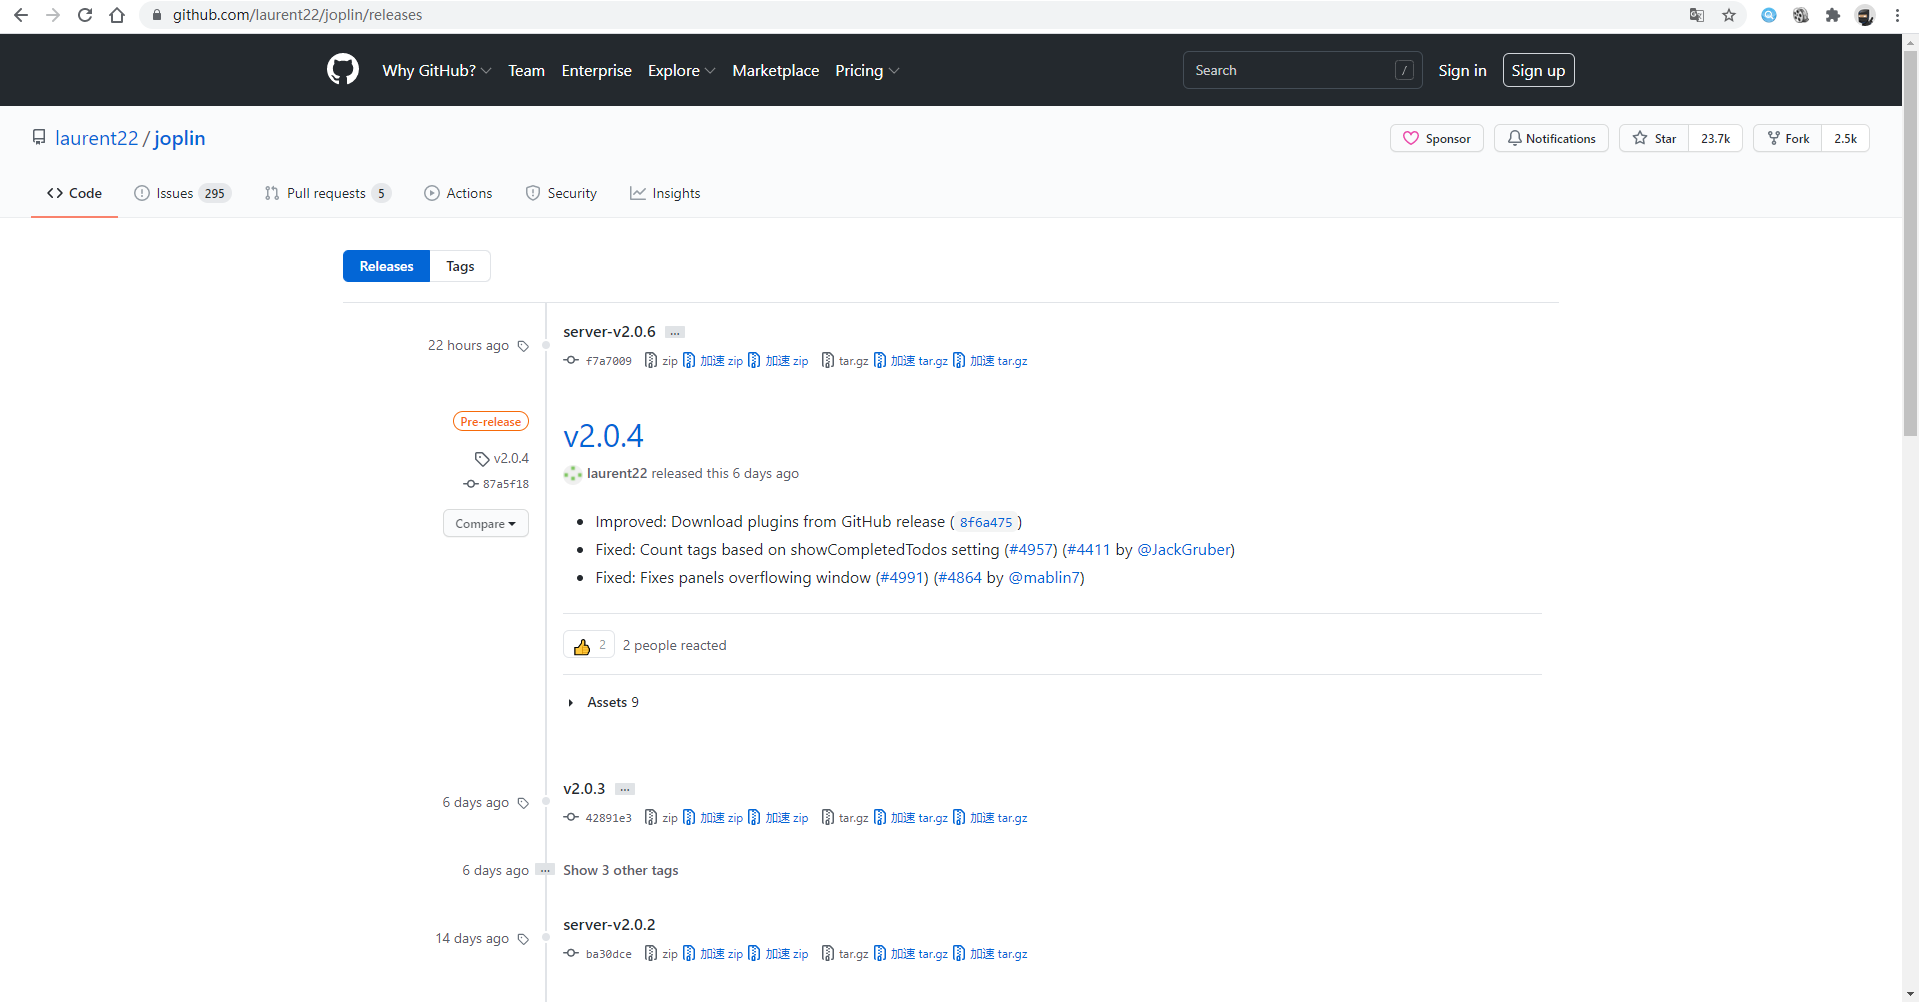 github.com/laurent22/joplin/releases
Why GitHub? Team Enterprise Explore Marketplace Pricing Search / Sign in Sign up
laurent22 / joplin Sponsor Notifications Star 23.7k Fork 2.5k
Code Issues 295 Pull requests 5 Actions Security Insights
Releases Tags
server-v2.0.6 ...
22 hours ago
f7a7009 zip 加速 zip 加速 zip tar.gz 加速 tar.gz 加速 tar.gz
Pre-release
v2.0.4
v2.0.4
87a5f18
laurent22 released this 6 days ago
Compare
Improved: Download plugins from GitHub release (8f6a475)
Fixed: Count tags based on showCompletedTodos setting (#4957) (#4411 by @JackGruber)
Fixed: Fixes panels overflowing window (#4991) (#4864 by @mablin7)
2 2 people reacted
Assets 9
v2.0.3 ...
6 days ago
42891e3 zip 加速 zip 加速 zip tar.gz 加速 tar.gz 加速 tar.gz
6 days ago ... Show 3 other tags
server-v2.0.2
14 days ago
ba30dce zip 加速 zip 加速 zip tar.gz 加速 tar.gz 加速 tar.gz